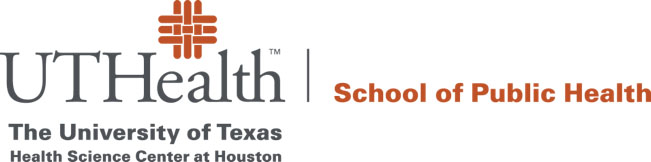 UTHealth™
School of Public Health
The University of Texas
Health Science Center at Houston